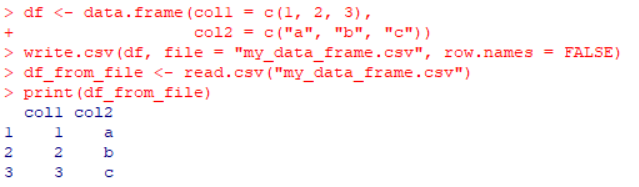 > df <- data.frame(col1 = c(1, 2, 3),
+                  col2 = c("a", "b", "c"))
> write.csv(df, file = "my_data_frame.csv", row.names = FALSE)
> df_from_file <- read.csv("my_data_frame.csv")
> print(df_from_file)
  col1 col2
1    1    a
2    2    b
3    3    c